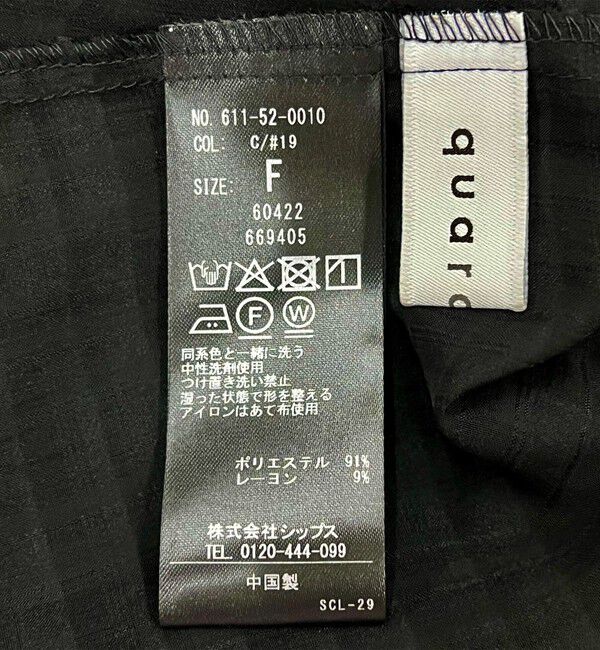 NO. 611-52-0010
COL: C/#19
SIZE: F
60422
669405
F W
同系色と一緒に洗う
中性洗剤使用
つけ置き洗い禁止
湿った状態で形を整える
アイロンはあて布使用
ポリエステル 91%
レーヨン 9%
株式会社シップス
TEL. 0120-444-099
中国製
SCL-29
quar